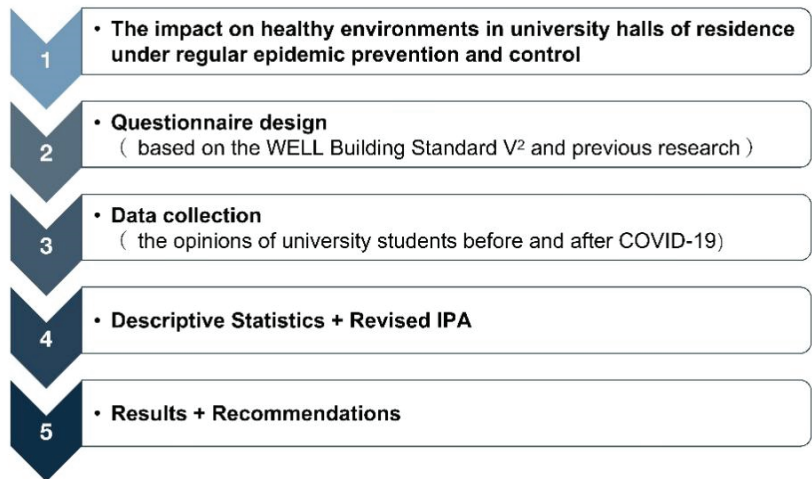 1
• The impact on healthy environments in university halls of residence
under regular epidemic prevention and control
2
• Questionnaire design
( based on the WELL Building Standard V² and previous research )
3
• Data collection
( the opinions of university students before and after COVID-19)
4
• Descriptive Statistics + Revised IPA
5
• Results + Recommendations